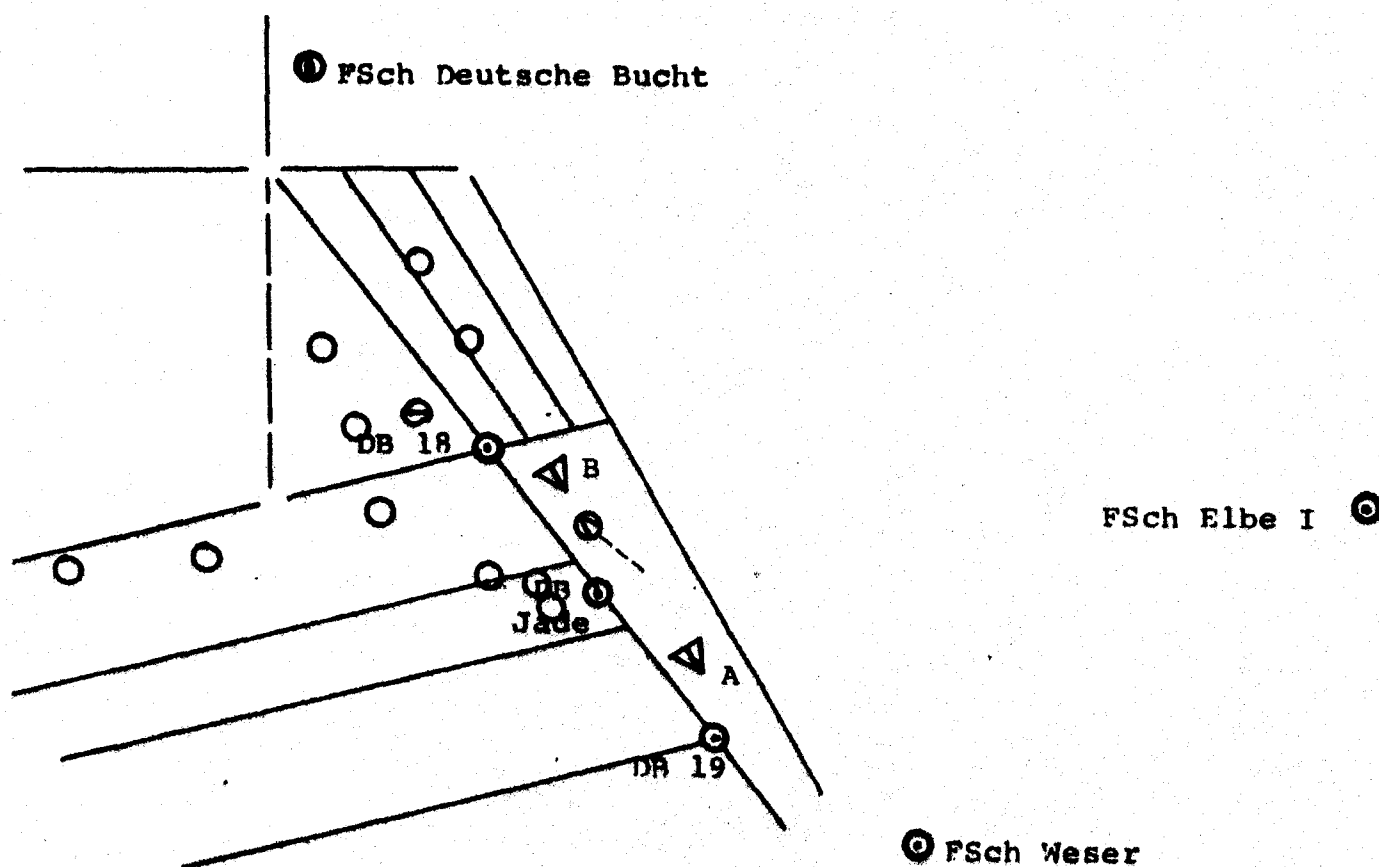 FSch Deutsche Bucht
DB 18
B
FSch Elbe I
DB
Jade
A
DB 19
FSch Weser